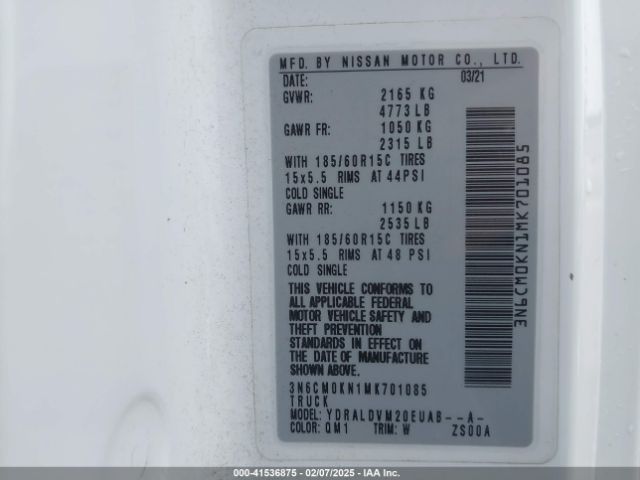 MFD. BY NISSAN MOTOR CO., LTD.
DATE: 03/21
GVWR: 2165 KG
4773 LB
GAWR FR: 1050 KG
2315 LB
WITH 185/60R15C TIRES
15x5.5 RIMS AT 44PSI
COLD SINGLE
GAWR RR: 1150 KG
2535 LB
WITH 185/60R15C TIRES
15x5.5 RIMS AT 48 PSI
COLD SINGLE
THIS VEHICLE CONFORMS TO
ALL APPLICABLE FEDERAL
MOTOR VEHICLE SAFETY AND
THEFT PREVENTION
STANDARDS IN EFFECT ON
THE DATE OF MANUFACTURE
SHOWN ABOVE.
3N6CM0KN1MK701085
TRUCK
MODEL: YDRALDVM20EUAB--A-
COLOR: QM1 TRIM: W ZS00A
3N6CM0KN1MK701085
000-41536875 - 02/07/2025 - IAA Inc.